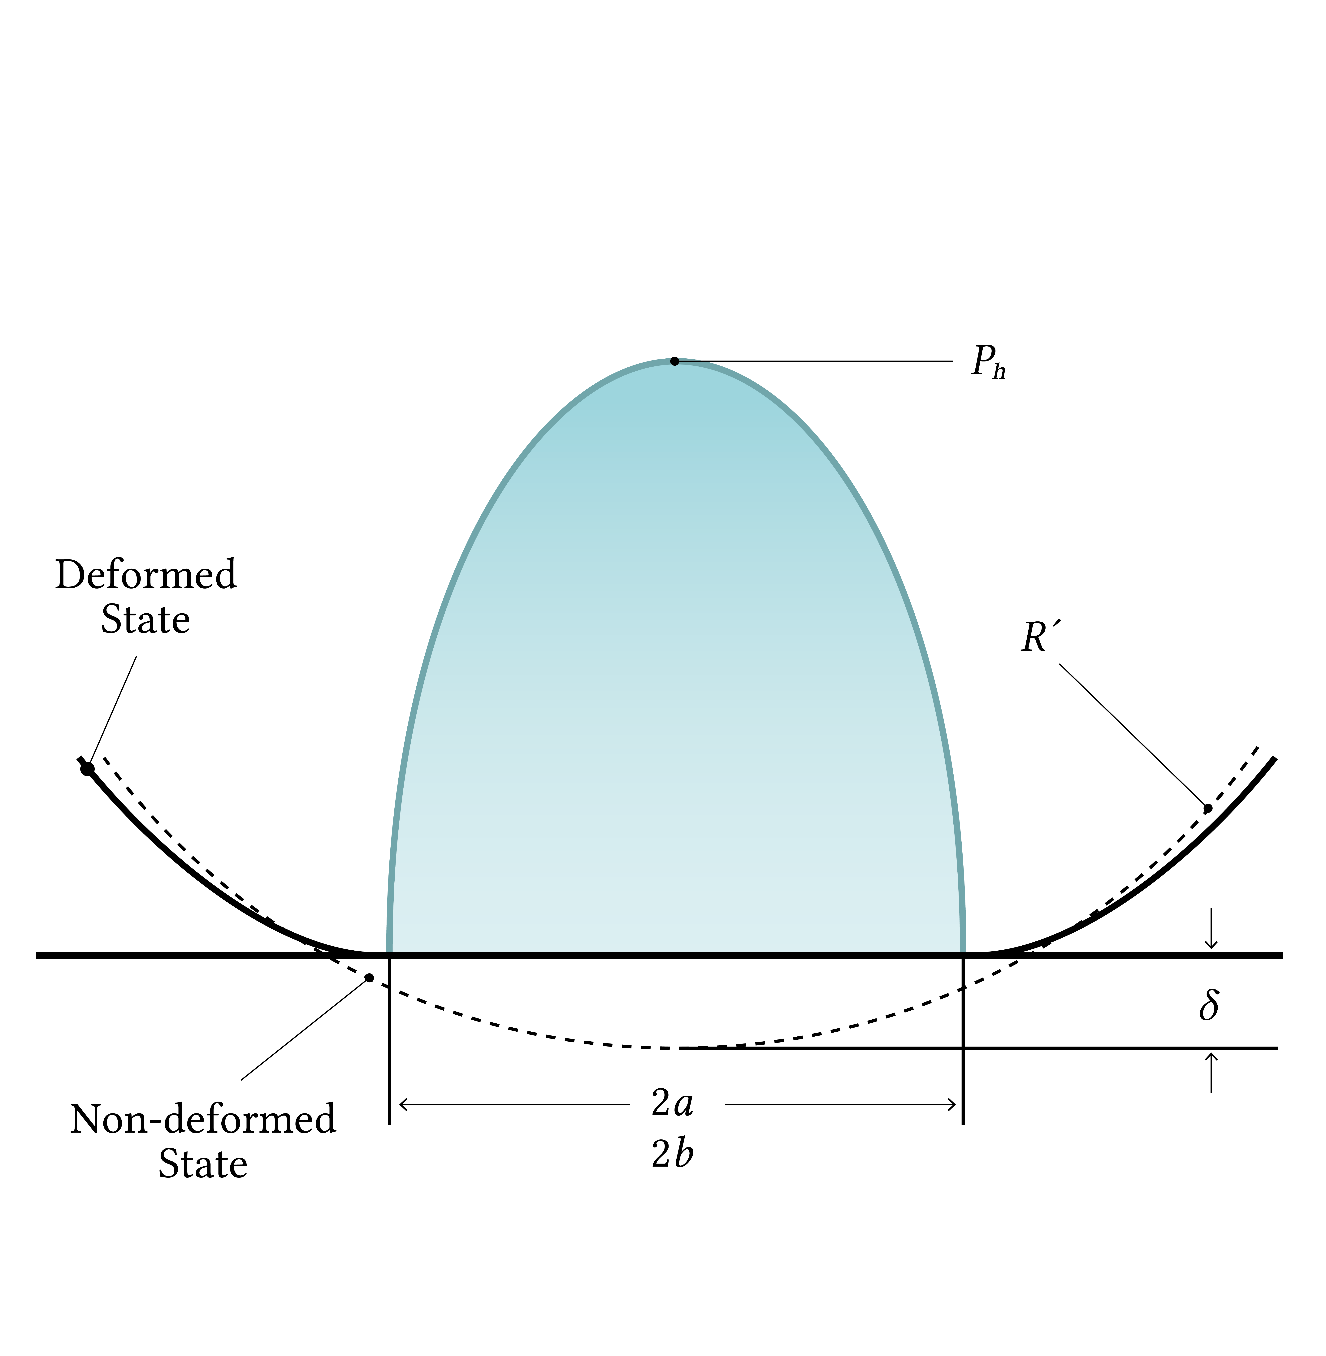 P_h
Deformed
State
R′
δ
2a
2b
Non-deformed
State